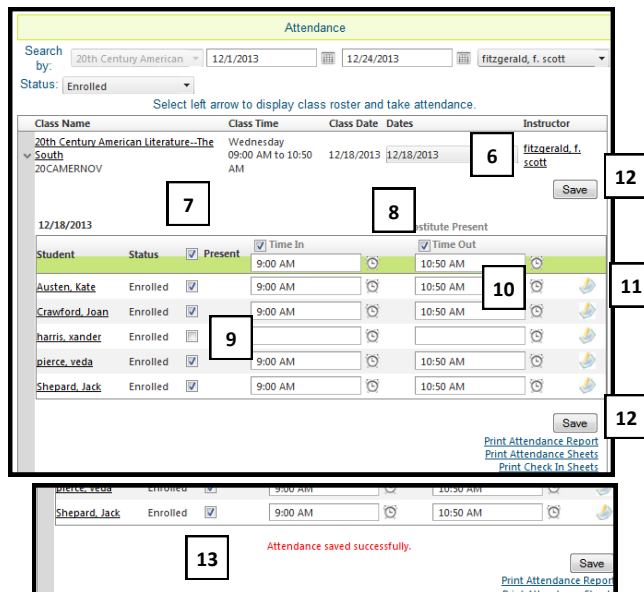 Attendance
Search by: 20th Century American 12/1/2013 12/24/2013 fitzgerald, f. scott
Status: Enrolled
Select left arrow to display class roster and take attendance.
Class Name Class Time Class Date Dates Instructor
20th Century American Literature--The Wednesday
South 09:00 AM to 10:50 12/18/2013 12/18/2013 6 fitzgerald, f.
20CAMERNOV AM scott
12
Save
7
8
12/18/2013 Present
Student Status Present Time In Time Out
9:00 AM 10:50 AM
Austen, Kate Enrolled 9:00 AM 10:50 AM 10 11
Crawford, Joan Enrolled 9:00 AM 10:50 AM
harris, xander Enrolled 9
pierce, veda Enrolled 9:00 AM 10:50 AM
Shepard, Jack Enrolled 9:00 AM 10:50 AM
Save 12
Print Attendance Report
Print Attendance Sheets
Print Check In Sheets
pierce, veda Enrolled 9:00 AM 10:50 AM
Shepard, Jack Enrolled 9:00 AM 10:50 AM
Attendance saved successfully.
13
Save
Print Attendance Report